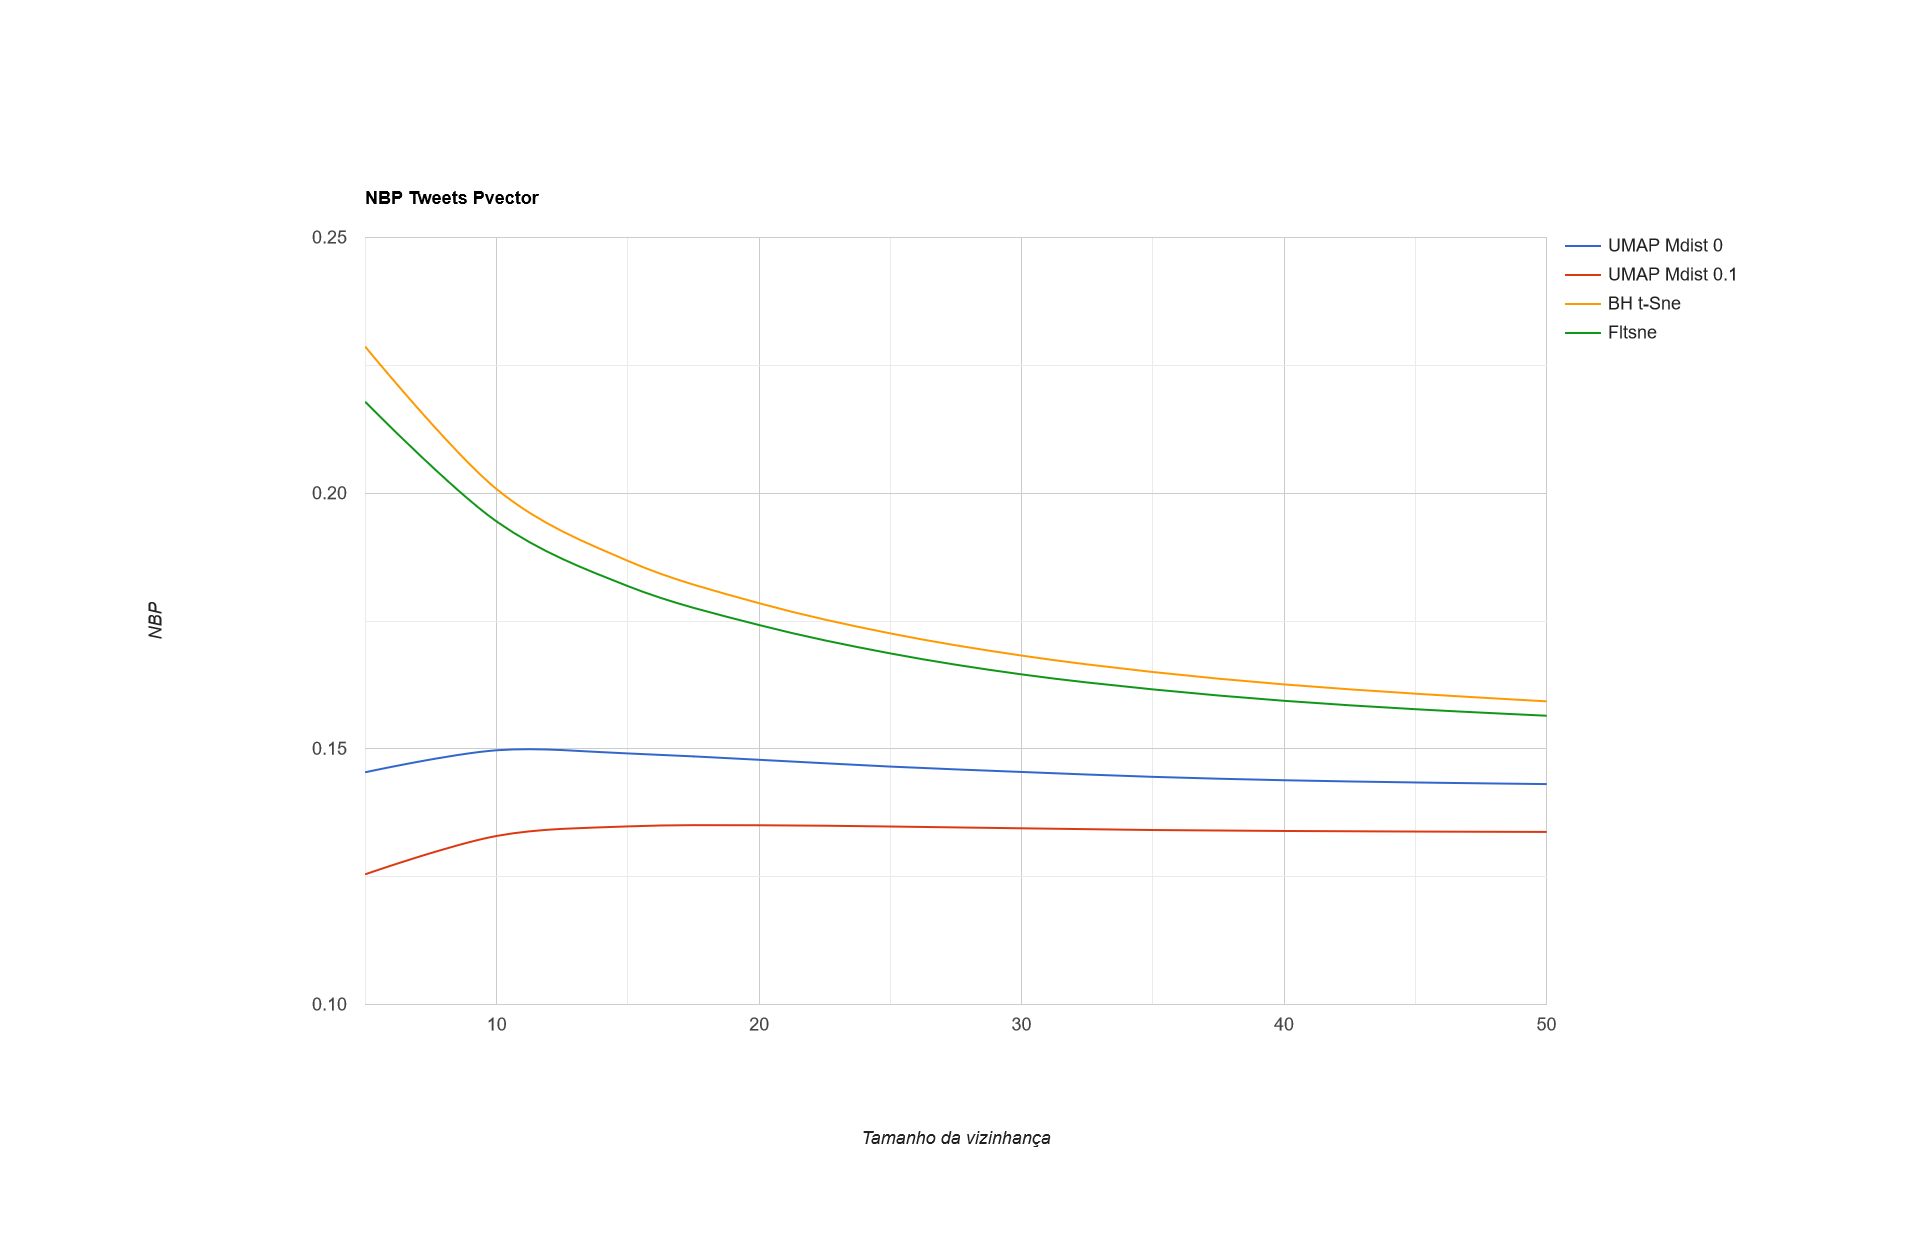 NBP Tweets Pvector
0.25
0.20
0.15
0.10
NBP
10 20 30 40 50
Tamanho da vizinhança
UMAP Mdist 0
UMAP Mdist 0.1
BH t-Sne
FItsne